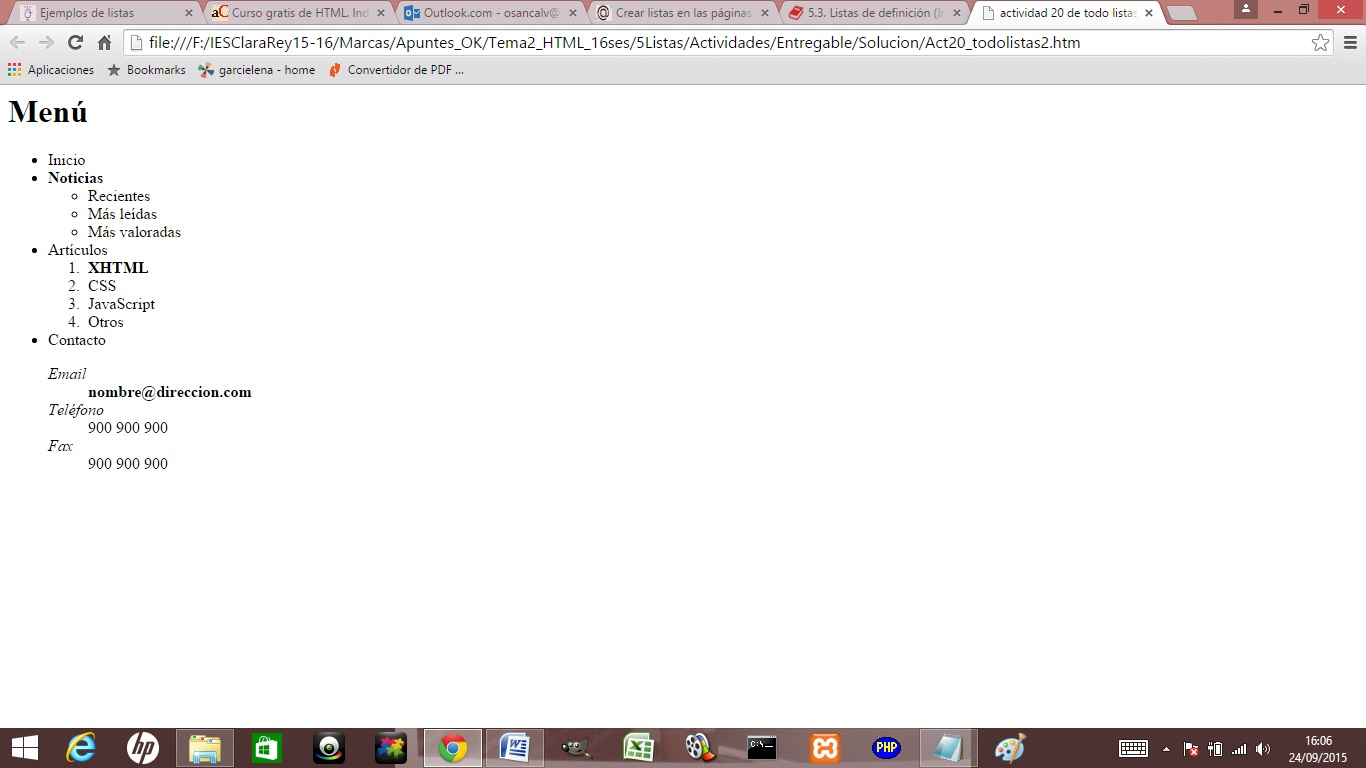 Ejemplos de listas
Curso gratis de HTML. Ind
Outlook.com - osancalv@
Crear listas en las páginas
5.3. Listas de definición (In
actividad 20 de todo listas
file:///F:/IESClaraRey15-16/Marcas/Apuntes_OK/Tema2_HTML_16ses/5Listas/Actividades/Entregable/Solucion/Act20_todolistas2.htm
Aplicaciones
Bookmarks
garcielena - home
Convertidor de PDF ...
Menú
• Inicio
• Noticias
◦ Recientes
◦ Más leídas
◦ Más valoradas
• Artículos
1. XHTML
2. CSS
3. JavaScript
4. Otros
• Contacto
Email
nombre@direccion.com
Teléfono
900 900 900
Fax
900 900 900
hp
PHP
16:06
24/09/2015